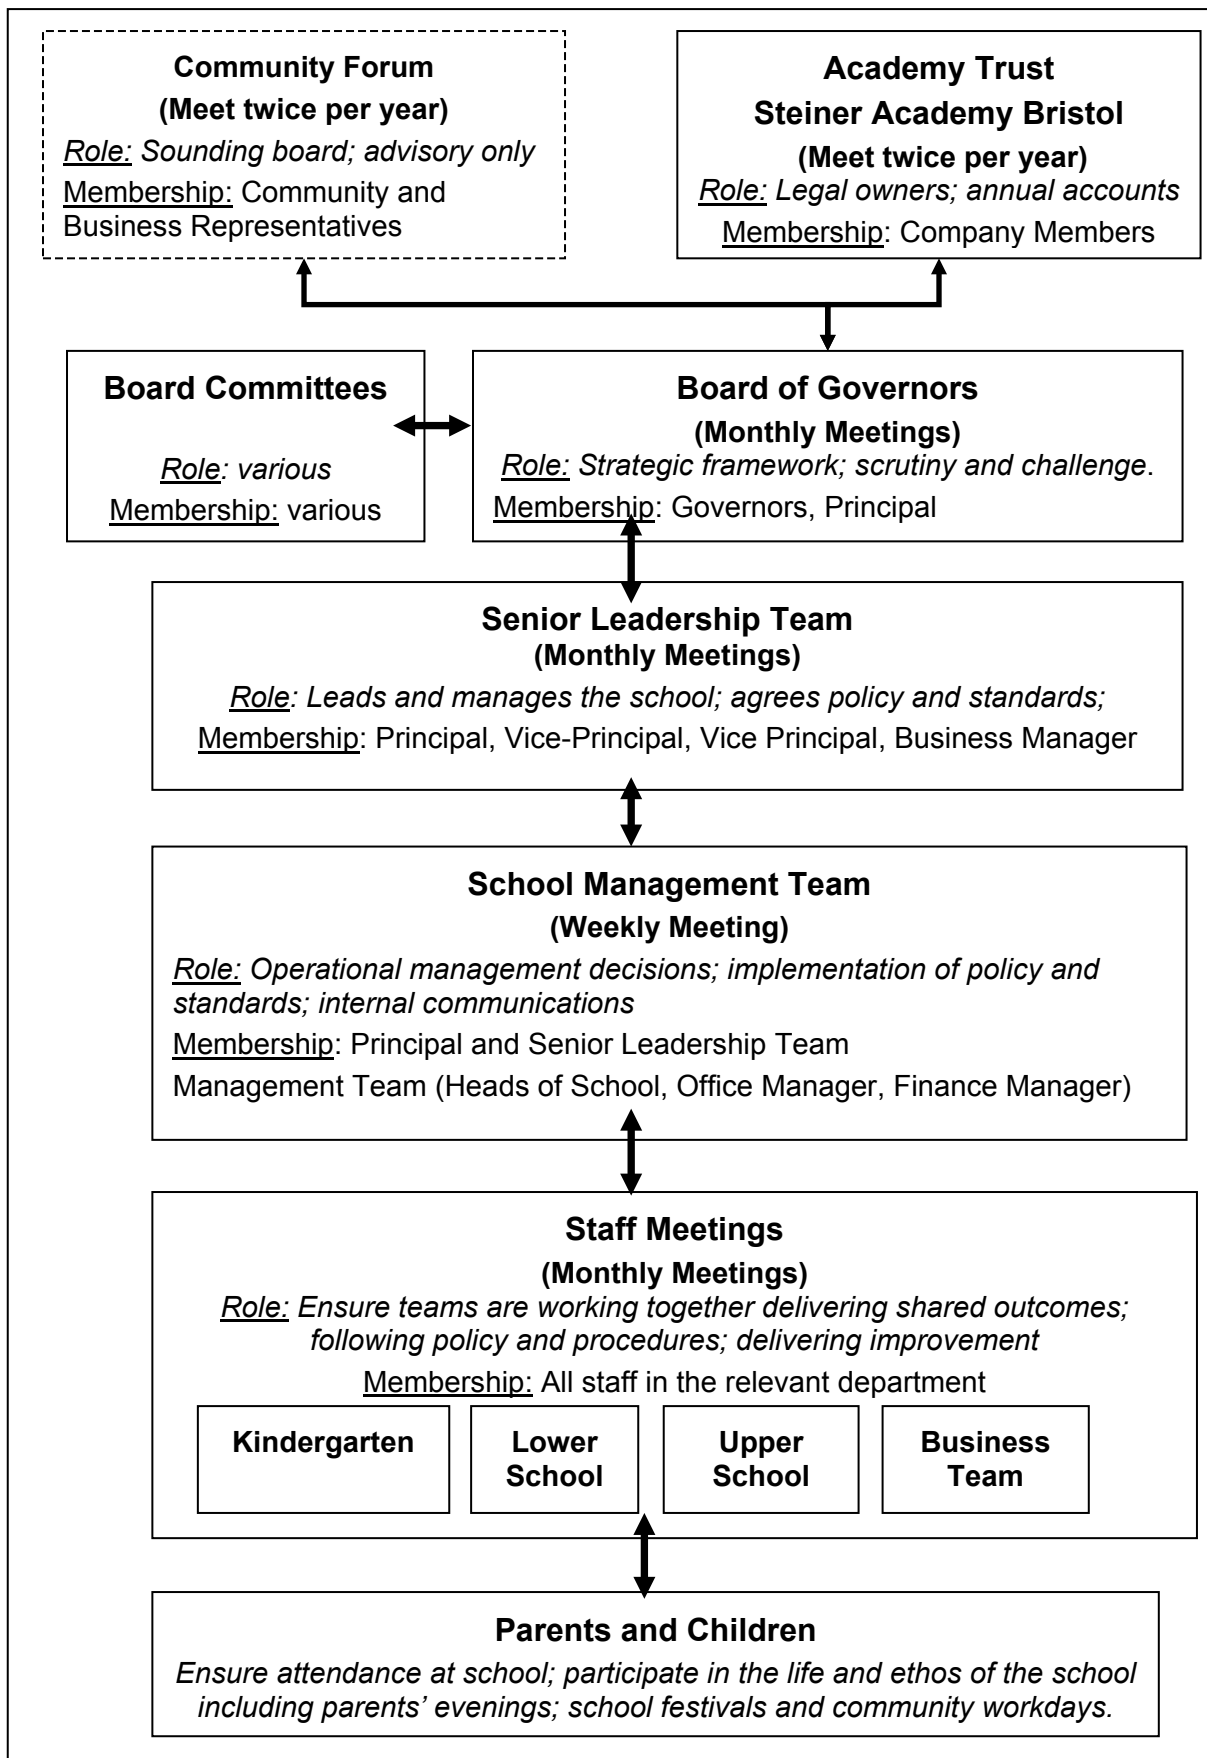 Community Forum
(Meet twice per year)
Role: Sounding board; advisory only
Membership: Community and
Business Representatives
Academy Trust
Steiner Academy Bristol
(Meet twice per year)
Role: Legal owners; annual accounts
Membership: Company Members
Board Committees
Role: various
Membership: various
Board of Governors
(Monthly Meetings)
Role: Strategic framework; scrutiny and challenge.
Membership: Governors, Principal
Senior Leadership Team
(Monthly Meetings)
Role: Leads and manages the school; agrees policy and standards;
Membership: Principal, Vice-Principal, Vice Principal, Business Manager
School Management Team
(Weekly Meeting)
Role: Operational management decisions; implementation of policy and
standards; internal communications
Membership: Principal and Senior Leadership Team
Management Team (Heads of School, Office Manager, Finance Manager)
Staff Meetings
(Monthly Meetings)
Role: Ensure teams are working together delivering shared outcomes;
following policy and procedures; delivering improvement
Membership: All staff in the relevant department
Kindergarten
Lower
School
Upper
School
Business
Team
Parents and Children
Ensure attendance at school; participate in the life and ethos of the school
including parents’ evenings; school festivals and community workdays.